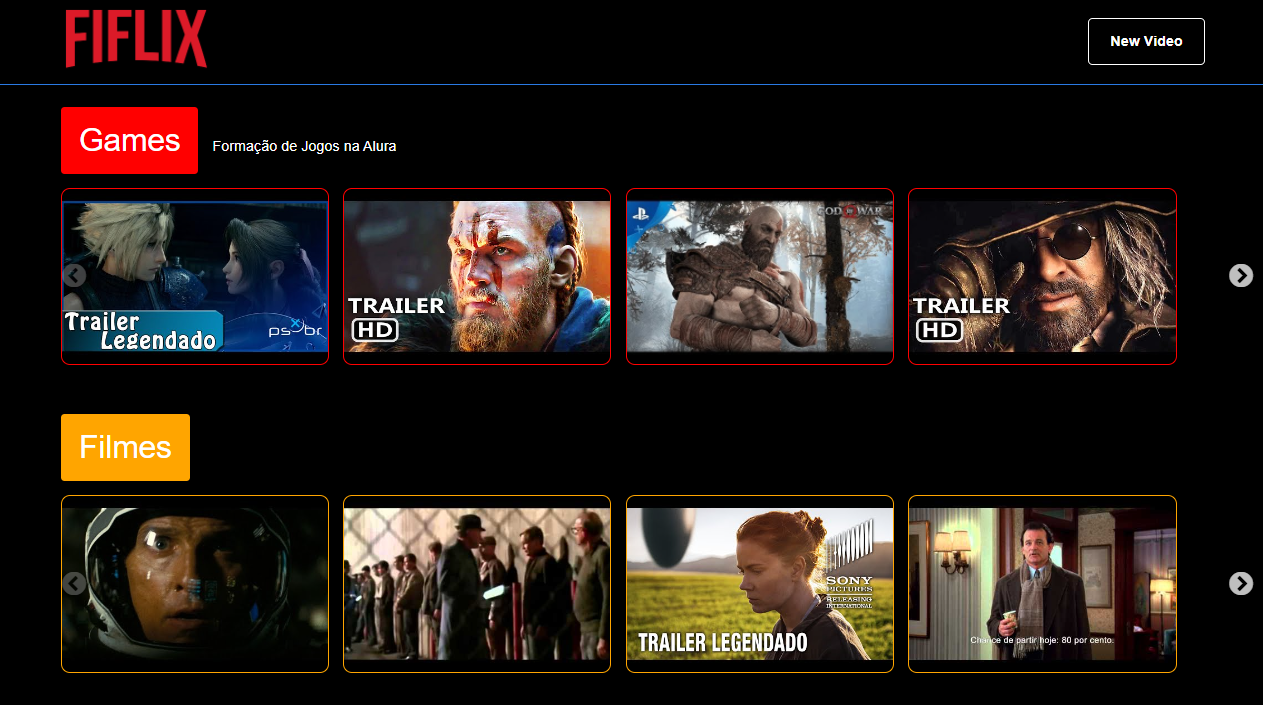 FIFLIX
New Video
Games
Formação de Jogos na Alura
Trailer
Legendado
ps br
TRAILER
HD
GOD OF WAR
TRAILER
HD
Filmes
SONY
PICTURES
RELEASING
INTERNATIONAL
TRAILER LEGENDADO
Chance de partir hoje: 80 por cento.